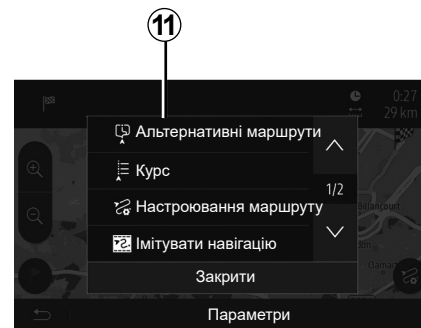 11
0:27
29 km
Альтернативні маршрути
Курс
1/2
Настроювання маршруту
Імітувати навігацію
Закрити
Параметри